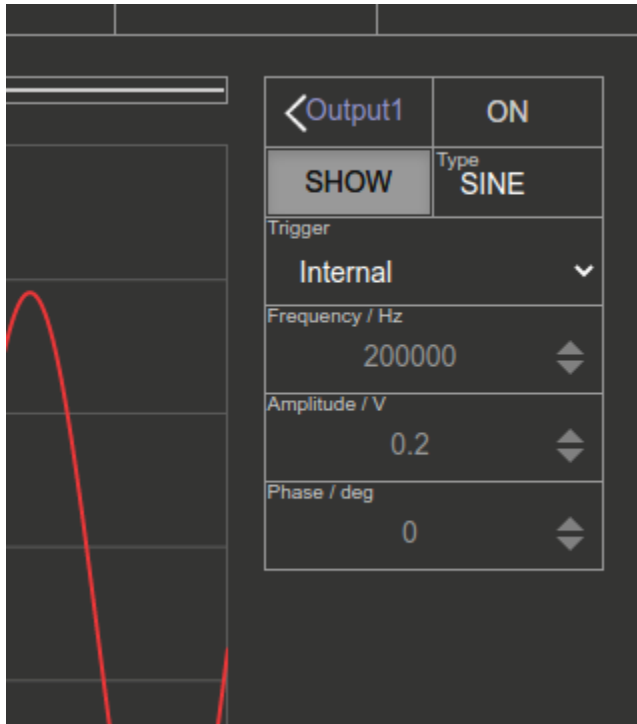 Output1
ON
SHOW
Type
SINE
Trigger
Internal
Frequency / Hz
200000
Amplitude / V
0.2
Phase / deg
0